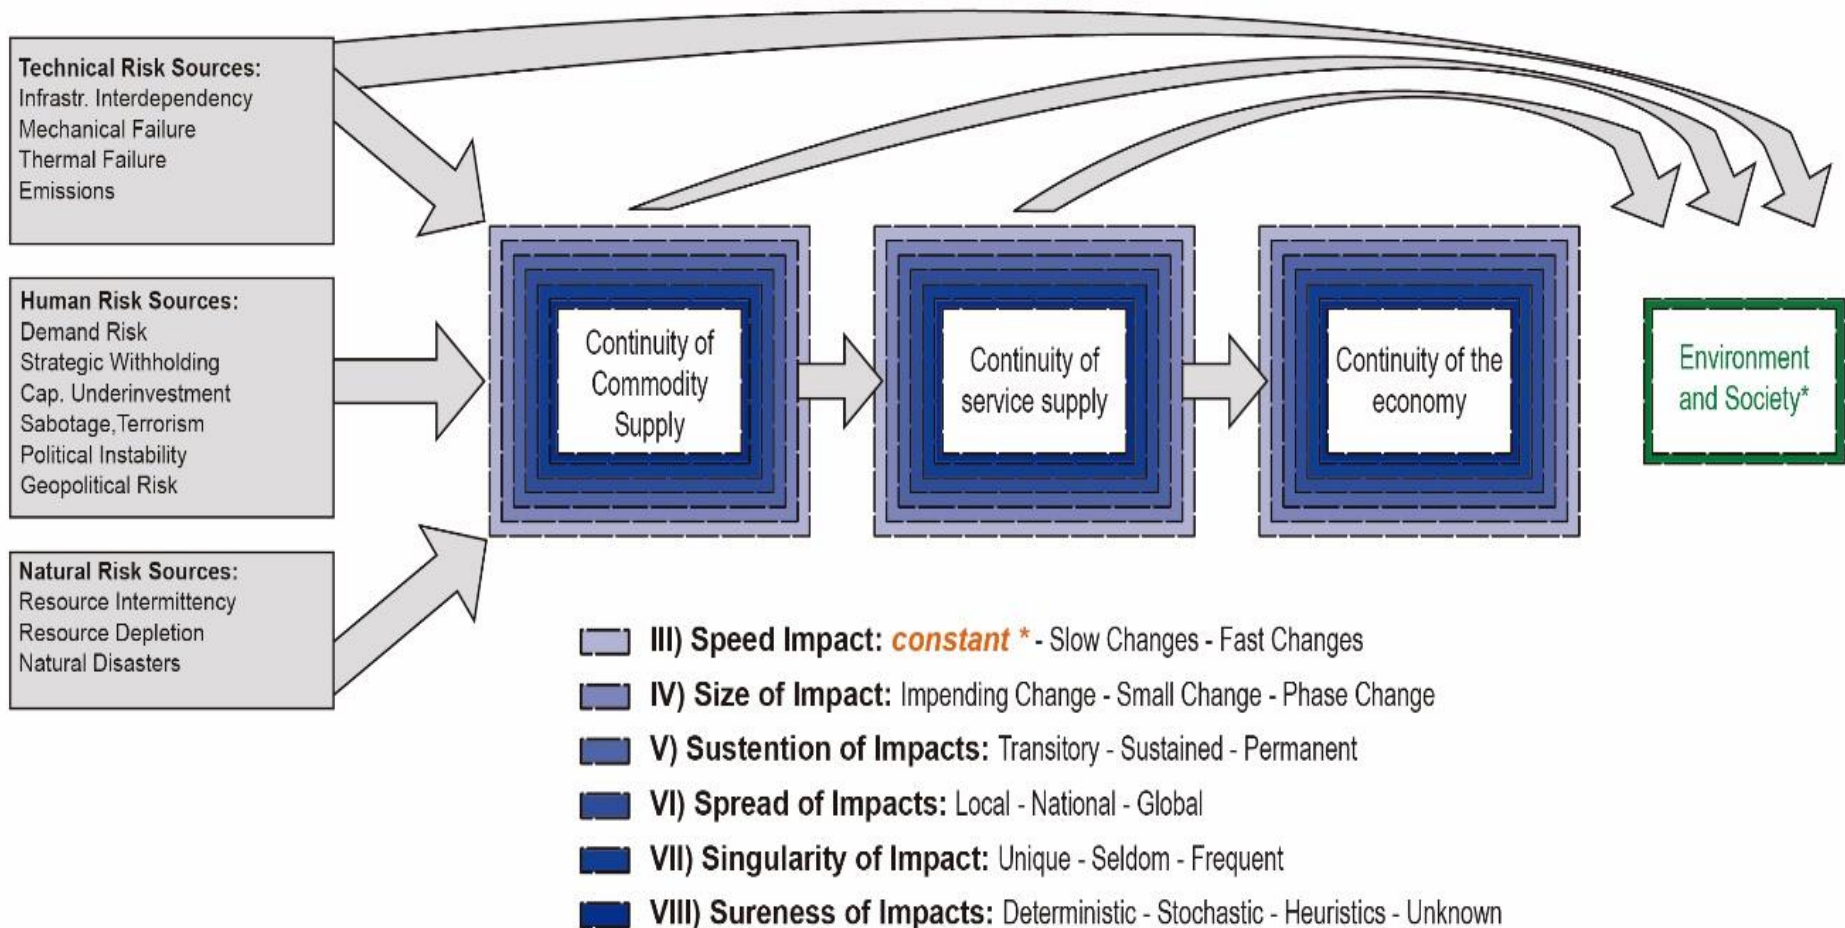 Technical Risk Sources:
Infrastr. Interdependency
Mechanical Failure
Thermal Failure
Emissions
Human Risk Sources:
Demand Risk
Strategic Withholding
Cap. Underinvestment
Sabotage,Terrorism
Political Instability
Geopolitical Risk
Natural Risk Sources:
Resource Intermittency
Resource Depletion
Natural Disasters
Continuity of
Commodity
Supply
Continuity of
service supply
Continuity of the
economy
Environment
and Society*
III) Speed Impact: constant * - Slow Changes - Fast Changes
IV) Size of Impact: Impending Change - Small Change - Phase Change
V) Sustention of Impacts: Transitory - Sustained - Permanent
VI) Spread of Impacts: Local - National - Global
VII) Singularity of Impact: Unique - Seldom - Frequent
VIII) Sureness of Impacts: Deterministic - Stochastic - Heuristics - Unknown